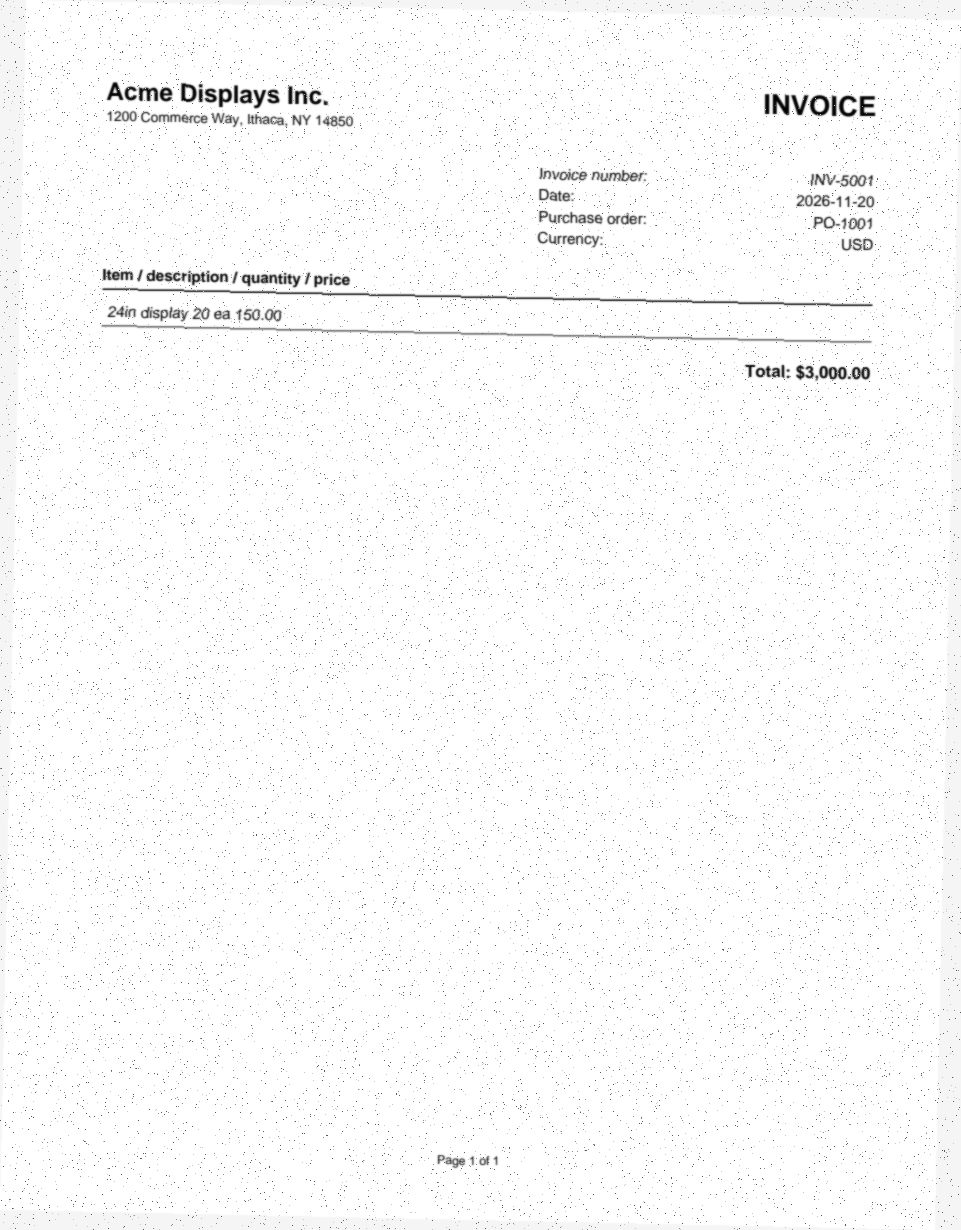 Acme Displays Inc.
1200 Commerce Way, Ithaca, NY 14850
INVOICE
Invoice number: INV-5001
Date: 2026-11-20
Purchase order: PO-1001
Currency: USD
Item / description / quantity / price
24in display 20 ea 150.00
Total: $3,000.00
Page 1 of 1